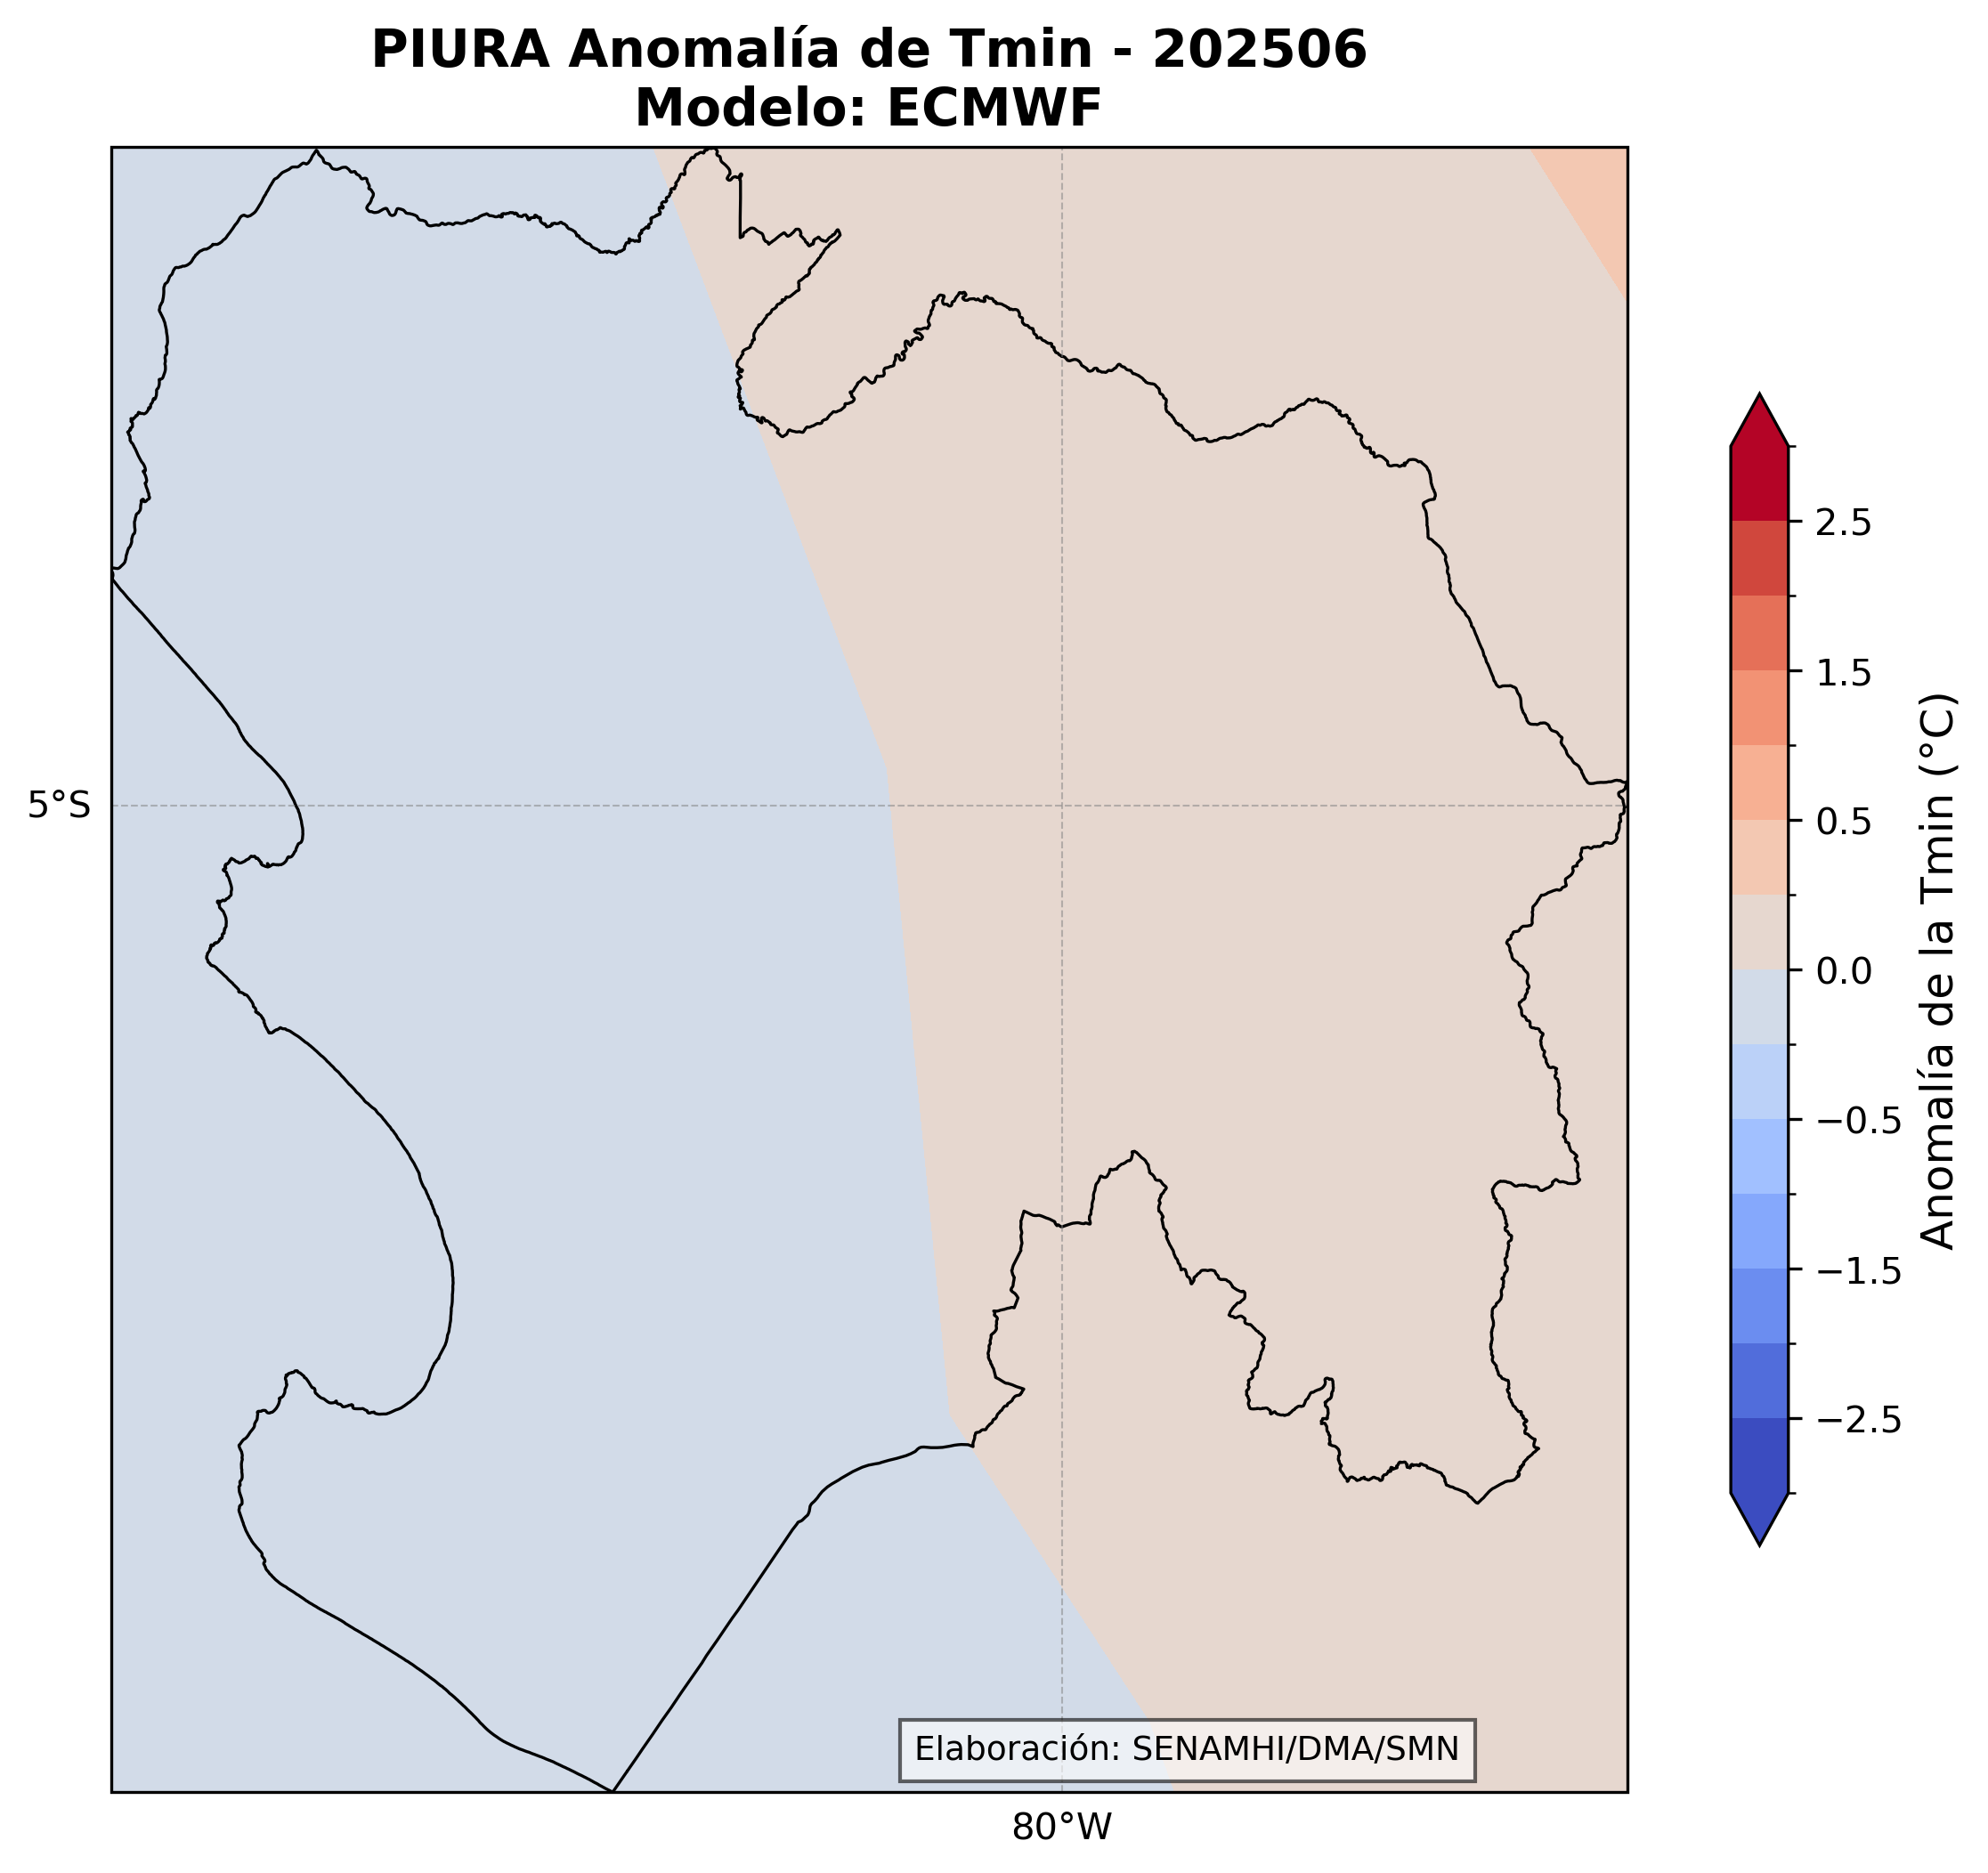 PIURA Anomalía de Tmin - 202506
Modelo: ECMWF
5°S
80°W
Elaboración: SENAMHI/DMA/SMN
2.5
1.5
0.5
0.0
−0.5
−1.5
−2.5
Anomalía de la Tmin (°C)